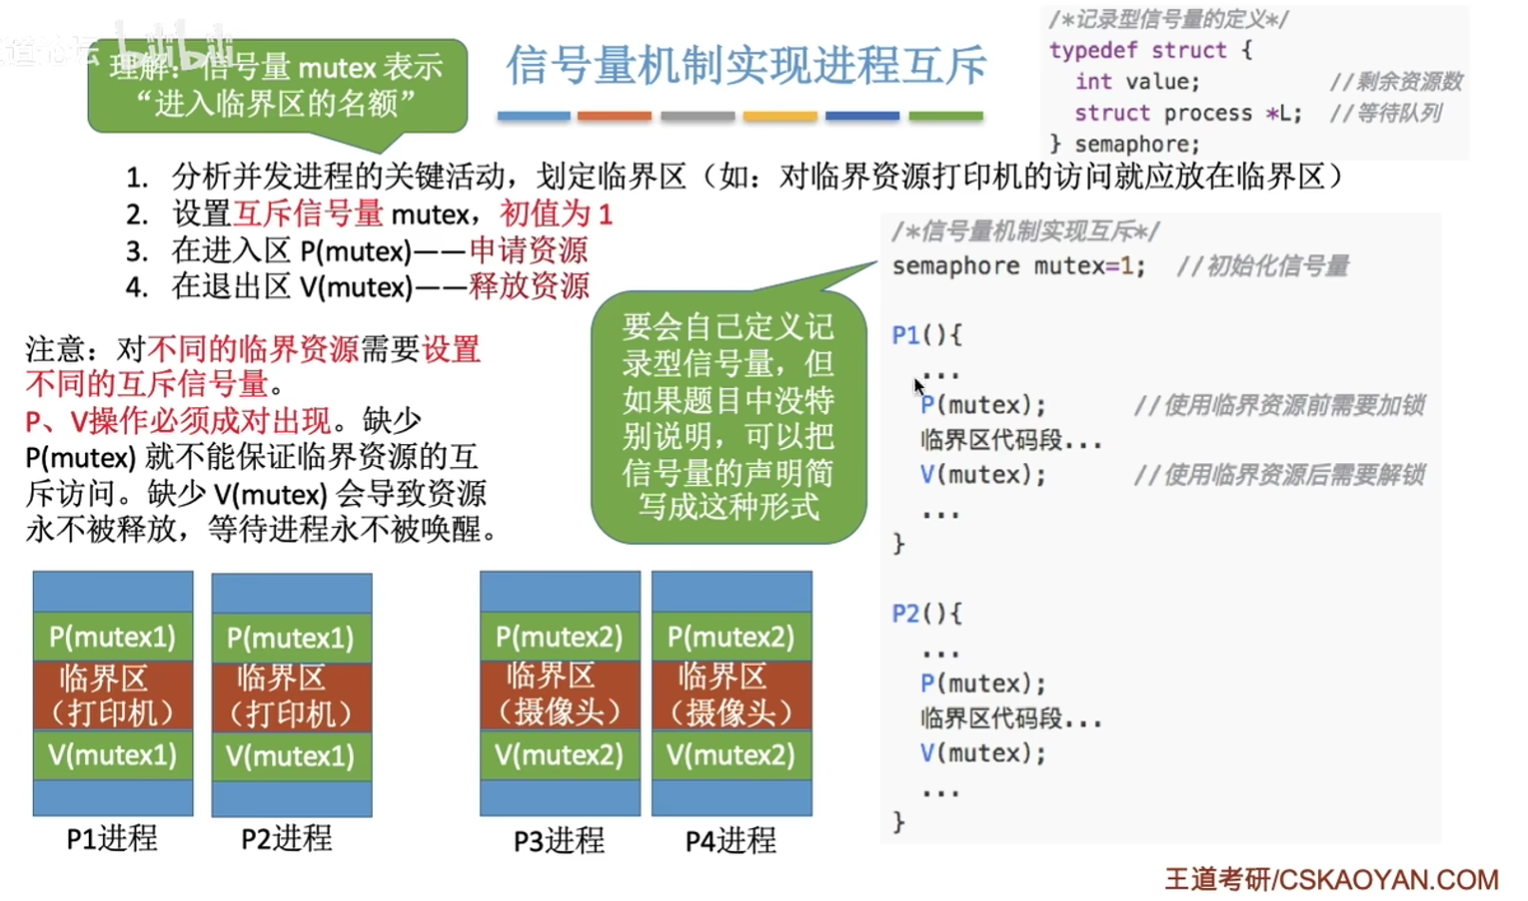 王道论坛 bilibili
理解：信号量 mutex 表示
“进入临界区的名额”
信号量机制实现进程互斥
/*记录型信号量的定义*/
typedef struct {
int value; //剩余资源数
struct process *L; //等待队列
} semaphore;
1. 分析并发进程的关键活动，划定临界区（如：对临界资源打印机的访问就应放在临界区）
2. 设置互斥信号量 mutex，初值为 1
3. 在进入区 P(mutex)——申请资源
4. 在退出区 V(mutex)——释放资源
注意：对不同的临界资源需要设置
不同的互斥信号量。
P、V操作必须成对出现。缺少
P(mutex) 就不能保证临界资源的互
斥访问。缺少 V(mutex) 会导致资源
永不被释放，等待进程永不被唤醒。
要会自己定义记
录型信号量，但
如果题目中没特
别说明，可以把
信号量的声明简
写成这种形式
/*信号量机制实现互斥*/
semaphore mutex=1; //初始化信号量
P1(){
...
P(mutex); //使用临界资源前需要加锁
临界区代码段...
V(mutex); //使用临界资源后需要解锁
...
}
P2(){
...
P(mutex);
临界区代码段...
V(mutex);
...
}
P(mutex1)
临界区
（打印机）
V(mutex1)
P1进程
P(mutex1)
临界区
（打印机）
V(mutex1)
P2进程
P(mutex2)
临界区
（摄像头）
V(mutex2)
P3进程
P(mutex2)
临界区
（摄像头）
V(mutex2)
P4进程
王道考研/CSKAOYAN.COM